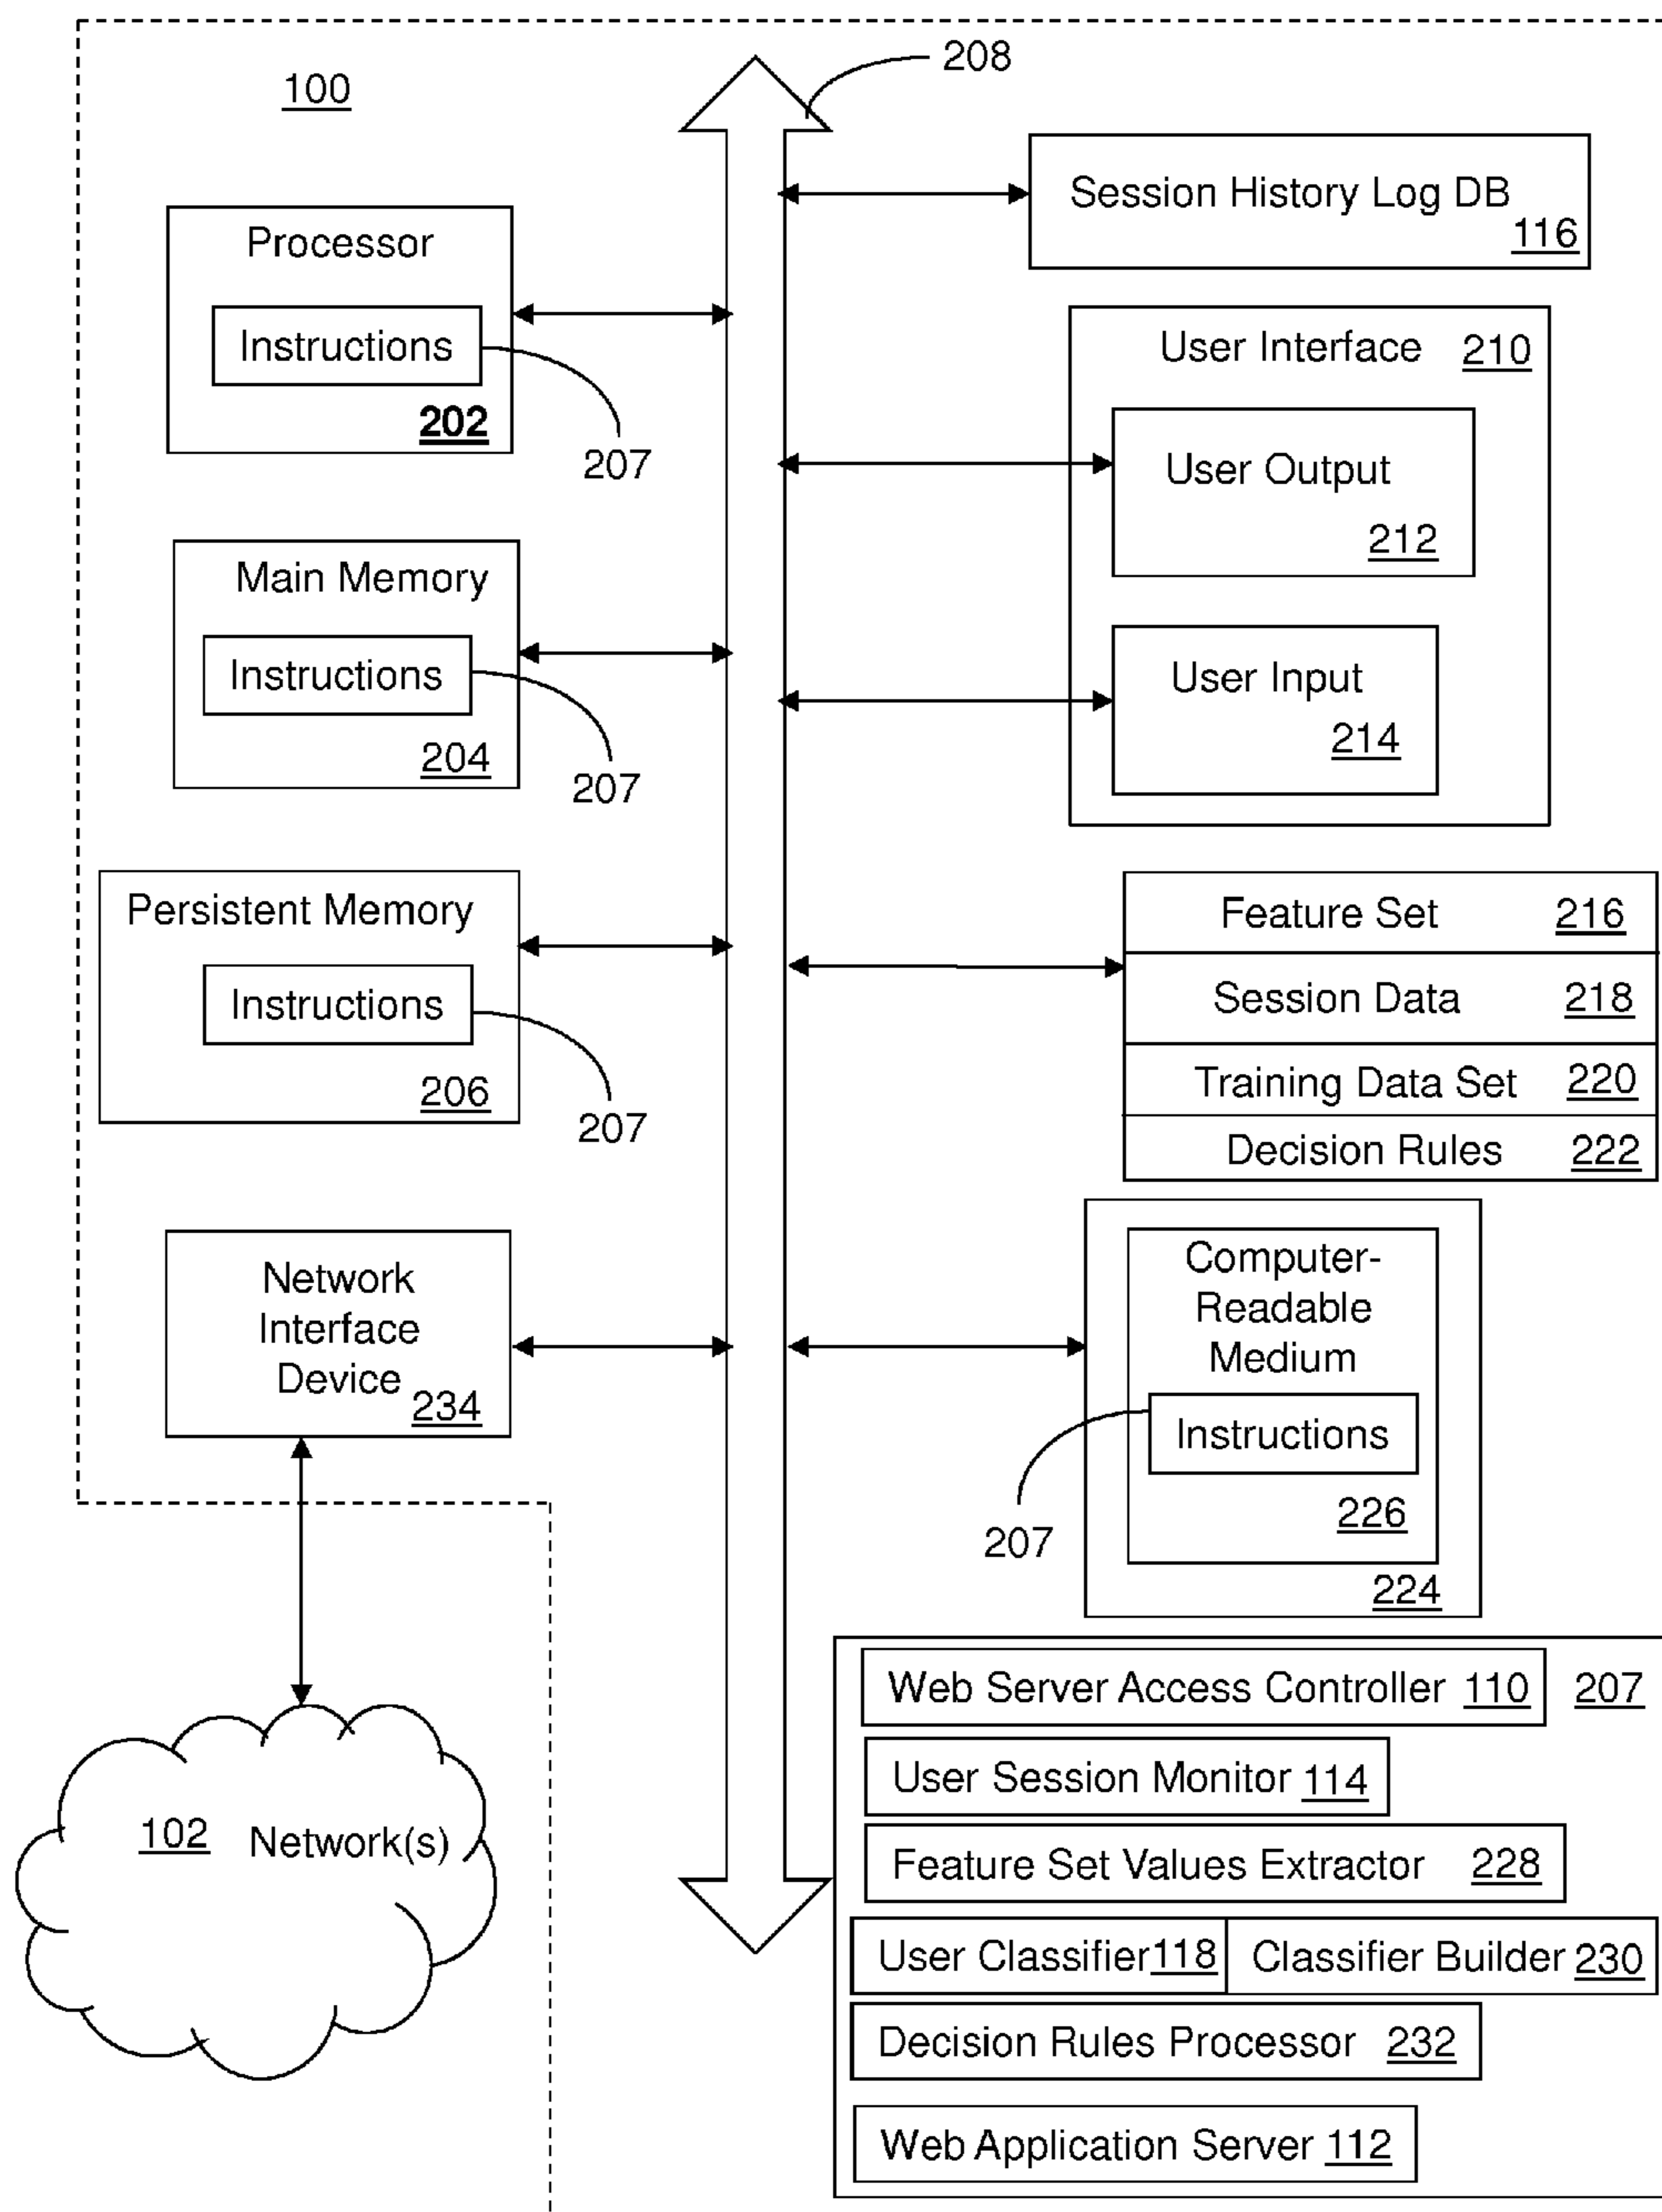 100
208
Session History Log DB
116
Processor
Instructions
202
207
User Interface 210
User Output
212
User Input
214
Main Memory
Instructions
204
207
Persistent Memory
Instructions
206
207
Feature Set 216
Session Data 218
Training Data Set 220
Decision Rules 222
Network
Interface
Device
234
Computer-
Readable
Medium
Instructions
226
207
224
102 Network(s)
Web Server Access Controller 110 207
User Session Monitor 114
Feature Set Values Extractor 228
User Classifier 118 Classifier Builder 230
Decision Rules Processor 232
Web Application Server 112